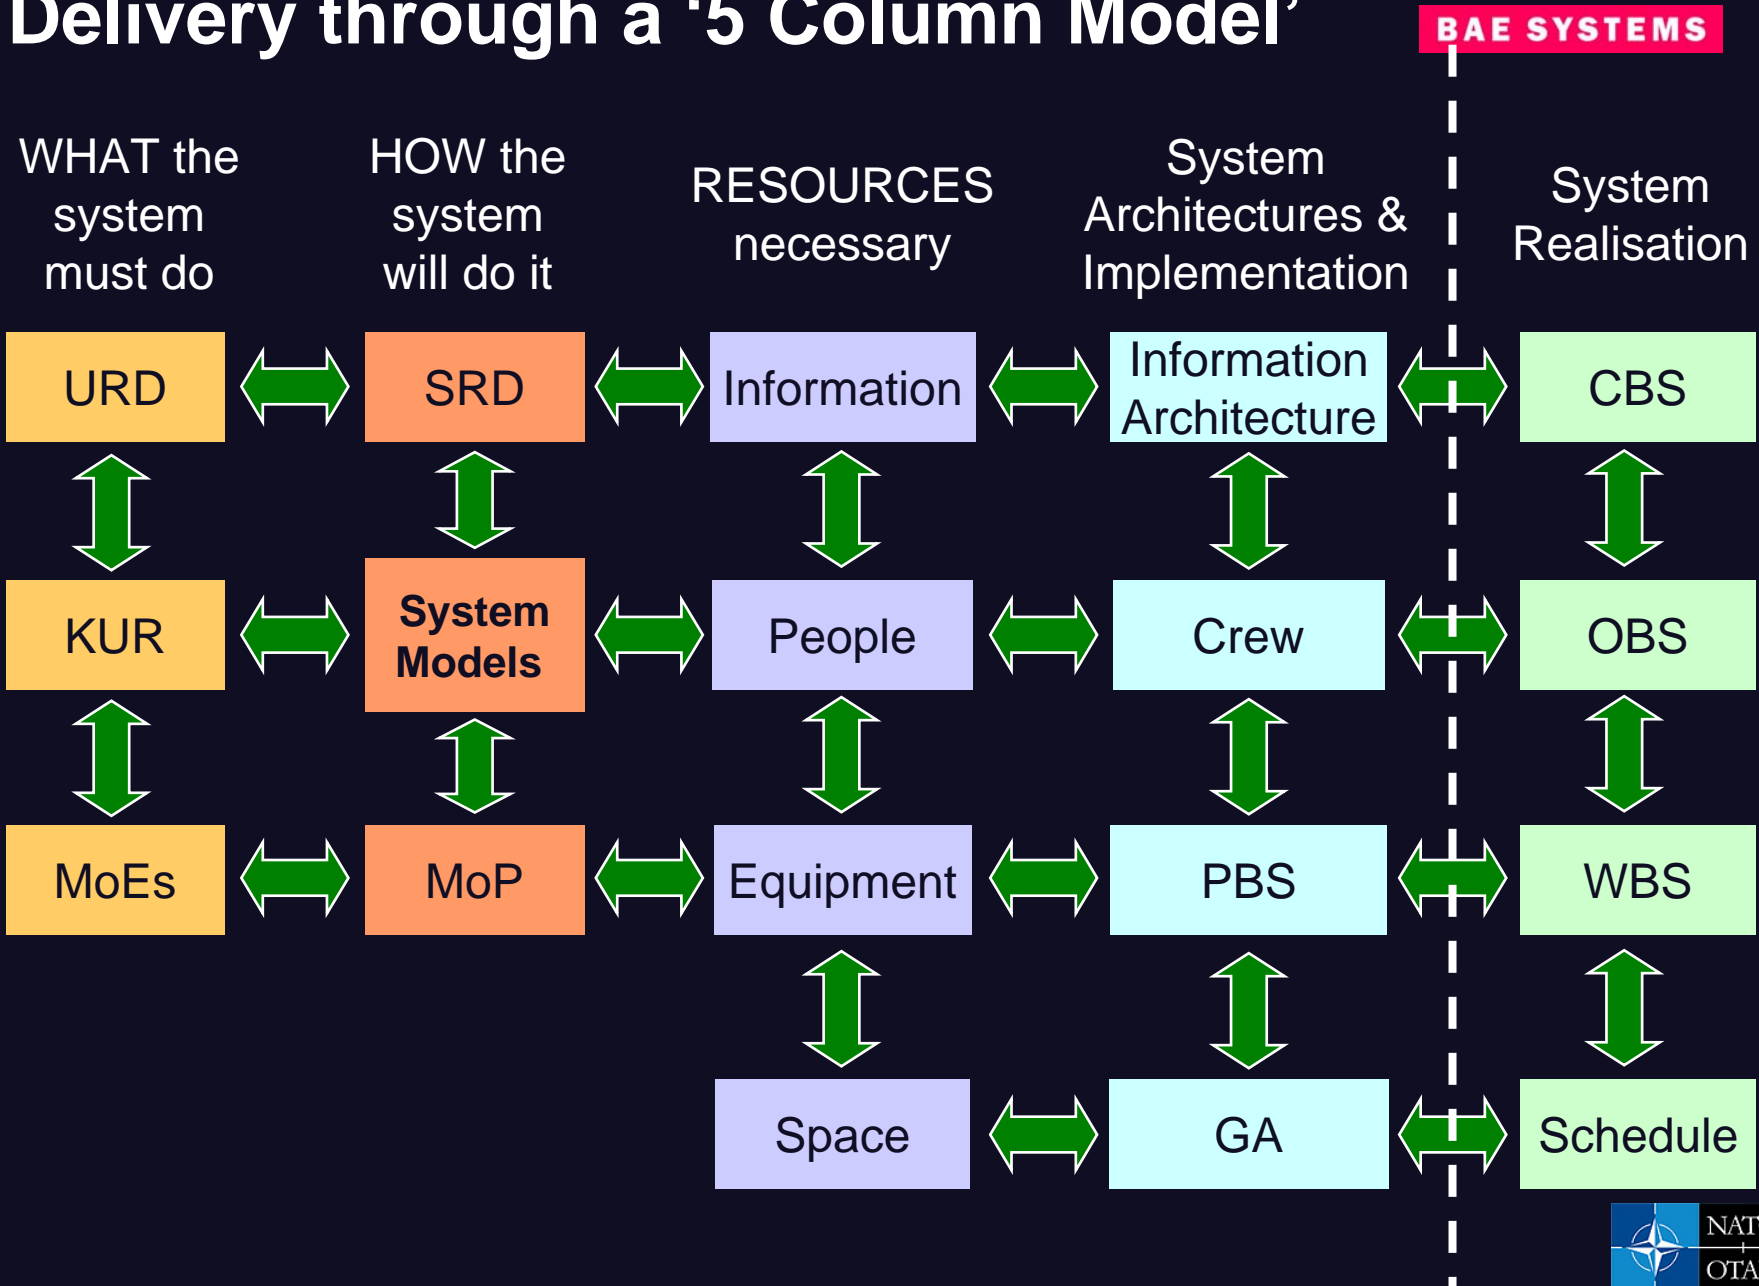 Delivery through a ‘5 Column Model’
BAE SYSTEMS
WHAT the
system
must do
HOW the
system
will do it
RESOURCES
necessary
System
Architectures &
Implementation
System
Realisation
URD
SRD
Information
Information
Architecture
CBS
KUR
System
Models
People
Crew
OBS
MoEs
MoP
Equipment
PBS
WBS
Space
GA
Schedule
NAT
OTA